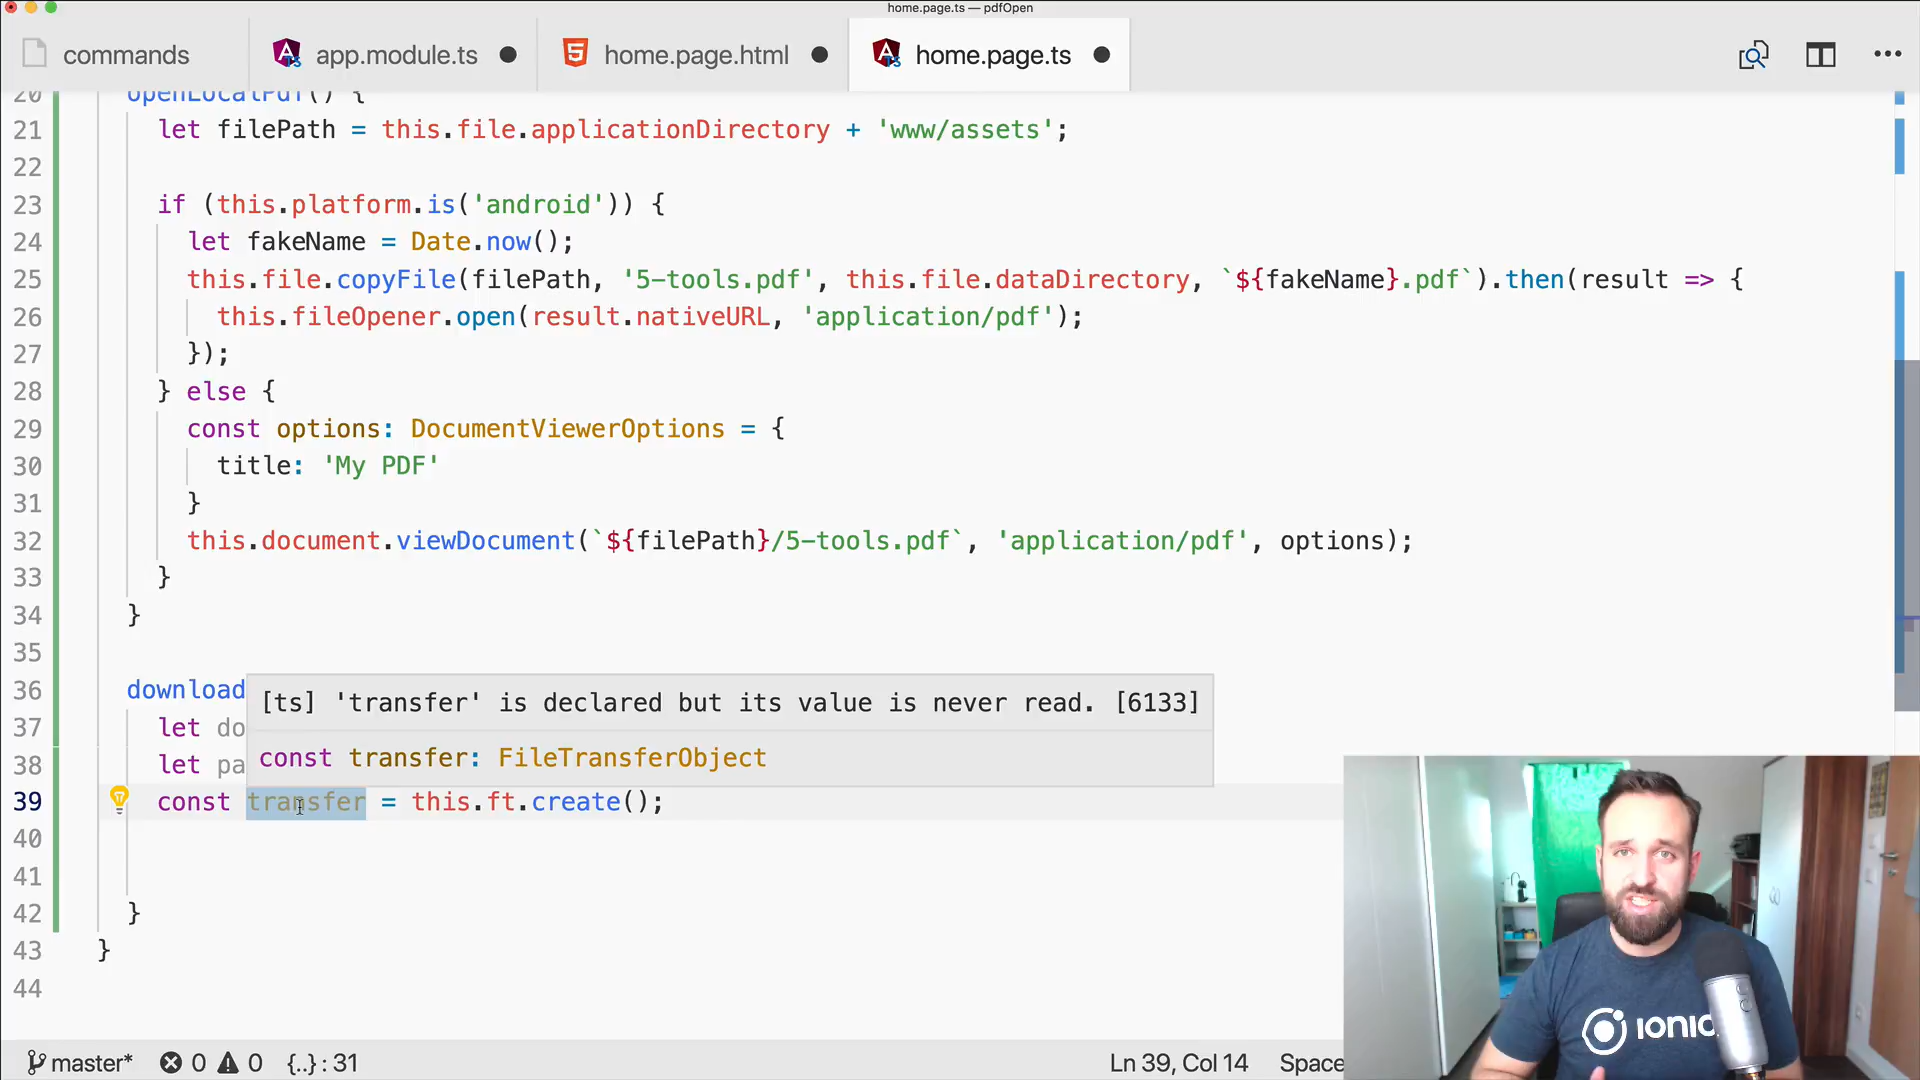 home.page.ts — pdfOpen
commands
app.module.ts
home.page.html
home.page.ts
20 openLocalPdf() {
21 let filePath = this.file.applicationDirectory + 'www/assets';
22
23 if (this.platform.is('android')) {
24 let fakeName = Date.now();
25 this.file.copyFile(filePath, '5-tools.pdf', this.file.dataDirectory, `${fakeName}.pdf`).then(result => {
26 this.fileOpener.open(result.nativeURL, 'application/pdf');
27 });
28 } else {
29 const options: DocumentViewerOptions = {
30 title: 'My PDF'
31 }
32 this.document.viewDocument(`${filePath}/5-tools.pdf`, 'application/pdf', options);
33 }
34 }
35
36 download
[ts] 'transfer' is declared but its value is never read. [6133]
37 let do
const transfer: FileTransferObject
38 let pa
39 const transfer = this.ft.create();
40
41
42 }
43 }
44
ionic
master* 0 0 {..} : 31 Ln 39, Col 14 Space